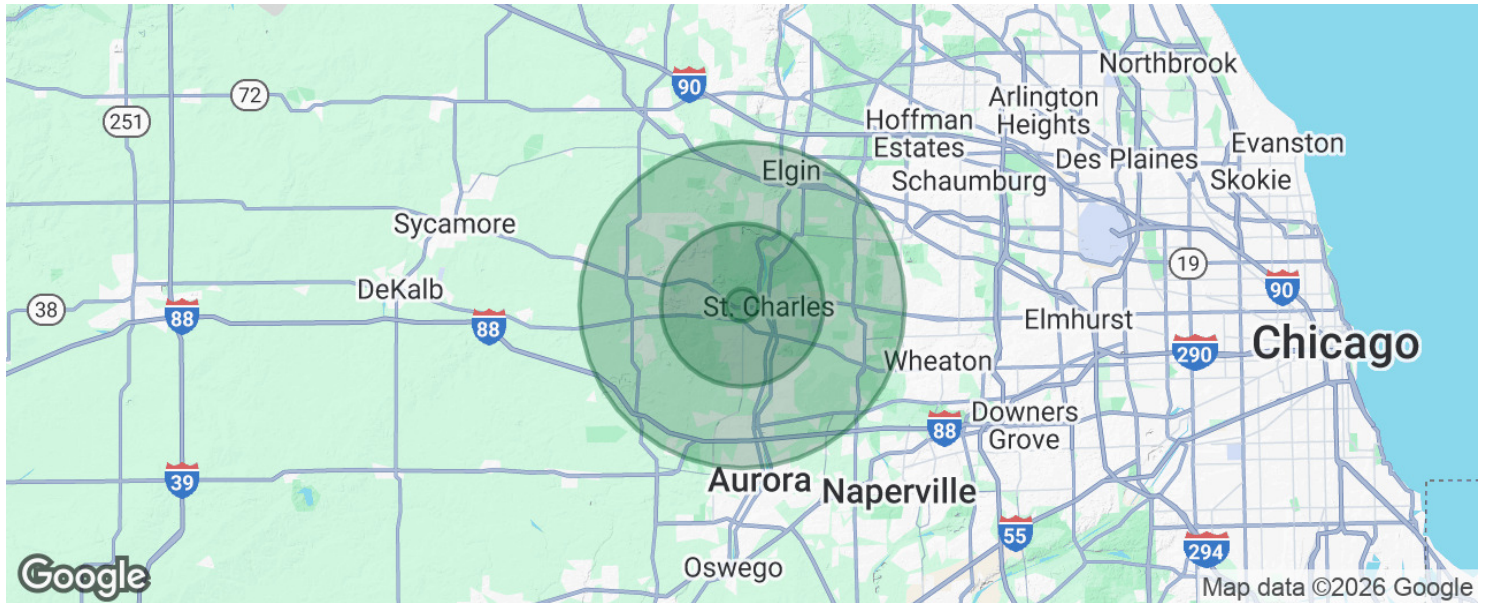 Northbrook
90
72
Arlington
Heights
251
Hoffman
Estates
Evanston
Des Plaines
Elgin
Schaumburg
Skokie
Sycamore
19
DeKalb
90
38
88
88
St. Charles
Elmhurst
Chicago
290
Wheaton
Downers
Grove
88
39
Aurora
Naperville
55
294
Oswego
Google
Map data ©2026 Google